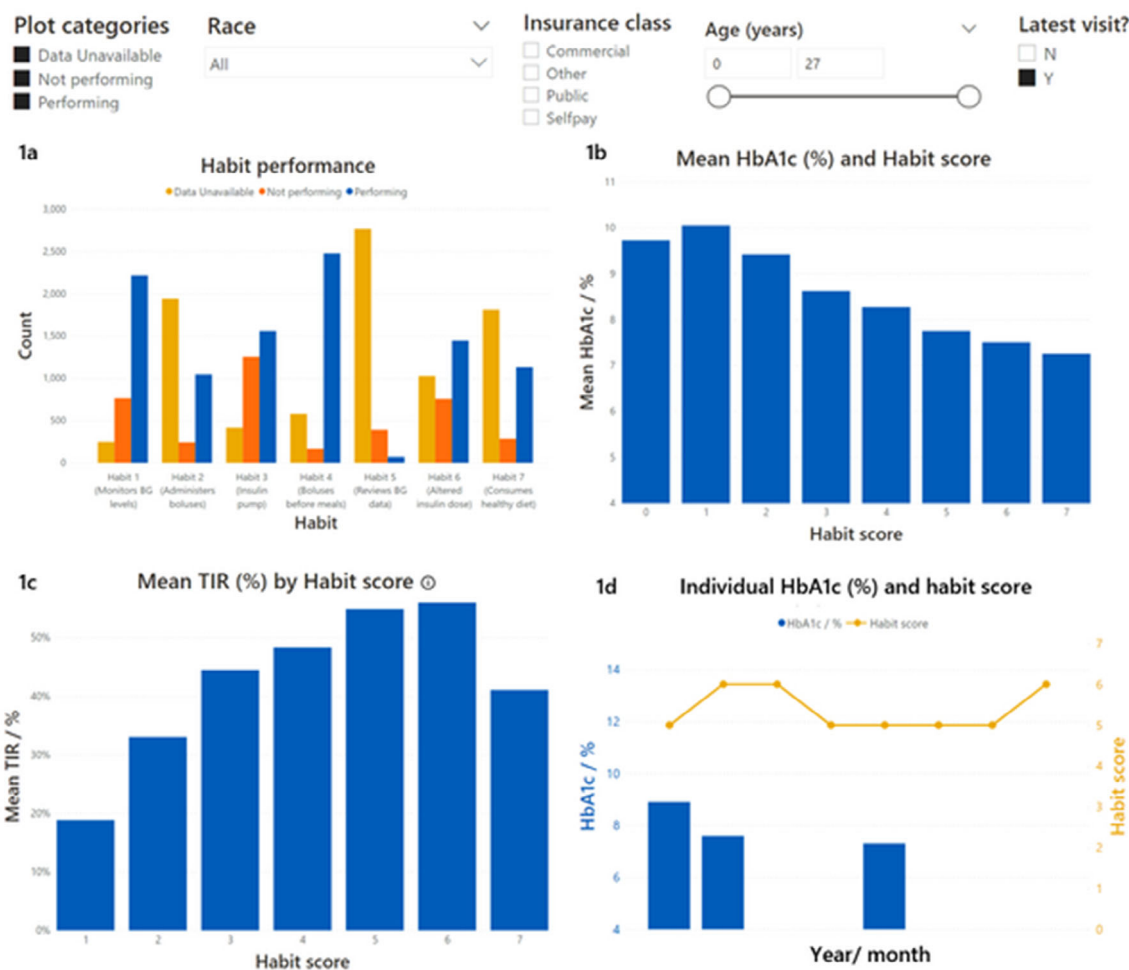 Plot categories
Data Unavailable
Not performing
Performing
Race
All
Insurance class
Commercial
Other
Public
Selfpay
Age (years)
0
27
Latest visit?
N
Y
1a
Habit performance
Data Unavailable Not performing Performing
Count
3,000
2,500
2,000
1,500
1,000
500
0
Habit 1 Habit 2 Habit 3 Habit 4 Habit 5 Habit 6 Habit 7
(Monitors BG (Administers (Insulin (Boluses (Reviews BG (Altered (Consumes
levels) boluses) pump) before meals) data) insulin dose) healthy diet)
Habit
1b
Mean HbA1c (%) and Habit score
Mean HbA1c / %
11
10
9
8
7
6
5
4
0 1 2 3 4 5 6 7
Habit score
1c
Mean TIR (%) by Habit score
Mean TIR / %
50%
40%
30%
20%
10%
0%
1 2 3 4 5 6 7
Habit score
1d
Individual HbA1c (%) and habit score
HbA1c / % Habit score
HbA1c / %
14
12
10
8
6
4
7
6
5
4
3
2
1
0
Habit score
Year/ month